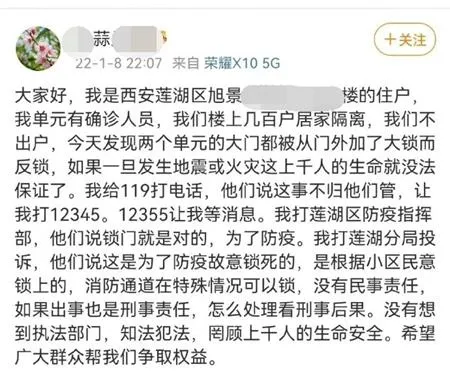 蒜
22-1-8 22:07 来自 荣耀X10 5G
+关注
大家好，我是西安莲湖区旭景楼的住户，
我单元有确诊人员，我们楼上几百户居家隔离，我们不
出户，今天发现两个单元的大门都被从门外加了大锁而
反锁，如果一旦发生地震或火灾这上千人的生命就没法
保证了。我给119打电话，他们说这事不归他们管，让
我打12345。12355让我等消息。我打莲湖区防疫指挥
部，他们说锁门就是对的，为了防疫。我打莲湖分局投
诉，他们说这是为了防疫故意锁死的，是根据小区民意
锁上的，消防通道在特殊情况可以锁，没有民事责任，
如果出事也是刑事责任，怎么处理看刑事后果。没有想
到执法部门，知法犯法，罔顾上千人的生命安全。希望
广大群众帮我们争取权益。